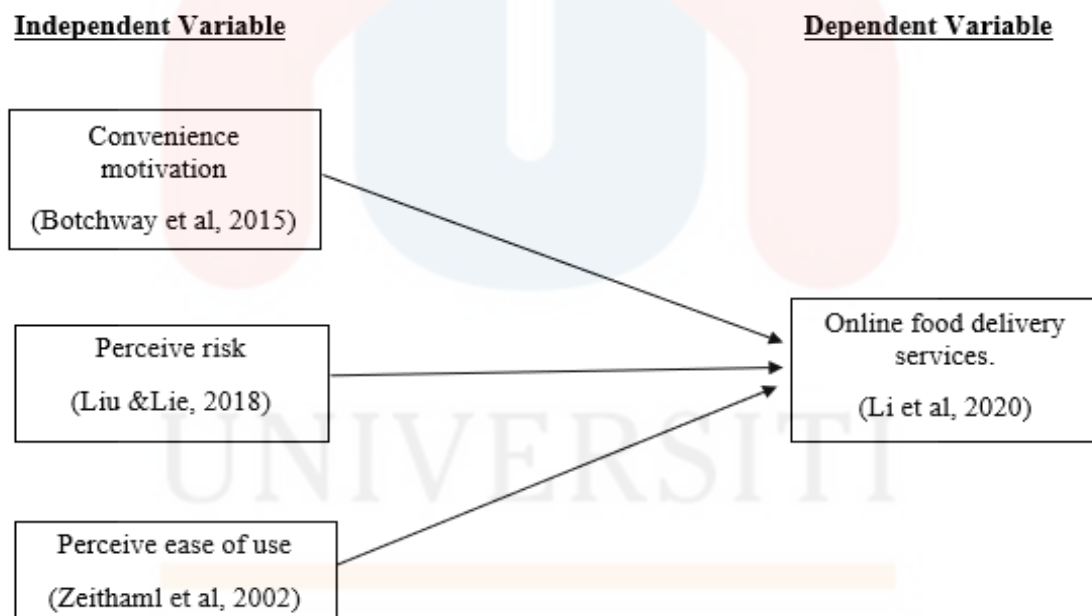 Independent Variable
Dependent Variable
Convenience
motivation
(Botchway et al, 2015)
Perceive risk
(Liu &Lie, 2018)
Perceive ease of use
(Zeithaml et al, 2002)
Online food delivery
services.
(Li et al, 2020)
UNIVERSITI